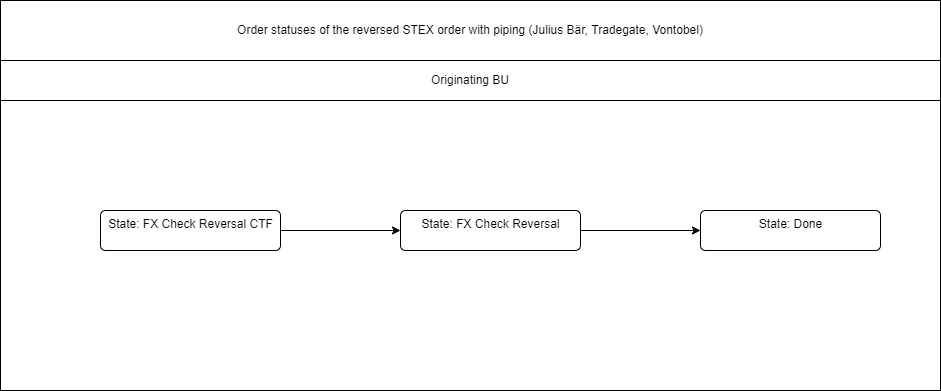 Order statuses of the reversed STEX order with piping (Julius Bär, Tradegate, Vontobel)
Originating BU
State: FX Check Reversal CTF
State: FX Check Reversal
State: Done